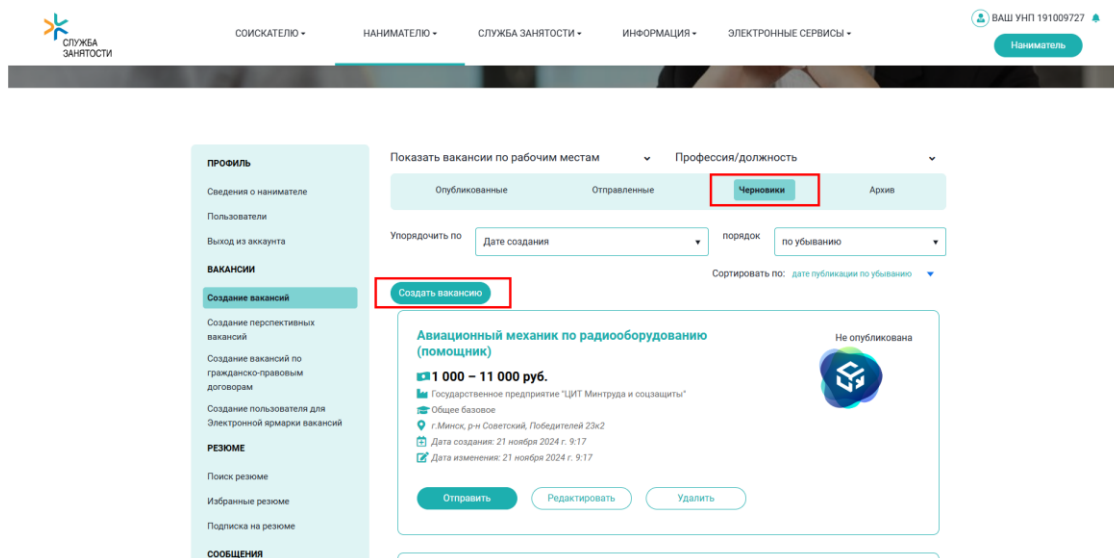 СЛУЖБА
ЗАНЯТОСТИ
СОИСКАТЕЛЮ
НАНИМАТЕЛЮ
СЛУЖБА ЗАНЯТОСТИ
ИНФОРМАЦИЯ
ЭЛЕКТРОННЫЕ СЕРВИСЫ
ВАШ УНП 191009727
Наниматель
ПРОФИЛЬ
Сведения о нанимателе
Пользователи
Выход из аккаунта
ВАКАНСИИ
Создание вакансий
Создание перспективных
вакансий
Создание вакансий по
гражданско-правовым
договорам
Создание пользователя для
Электронной ярмарки вакансий
РЕЗЮМЕ
Поиск резюме
Избранные резюме
Подписка на резюме
СООБЩЕНИЯ
Показать вакансии по рабочим местам
Профессия/должность
Опубликованные
Отправленные
Черновики
Архив
Упорядочить по
Дате создания
порядок
по убыванию
Сортировать по: дате публикации по убыванию
Создать вакансию
Авиационный механик по радиооборудованию
(помощник)
Не опубликована
1 000 – 11 000 руб.
Государственное предприятие "ЦИТ Минтруда и соцзащиты"
Общее базовое
г.Минск, р-н Советский, Победителей 23к2
Дата создания: 21 ноября 2024 г. 9:17
Дата изменения: 21 ноября 2024 г. 9:17
Отправить
Редактировать
Удалить